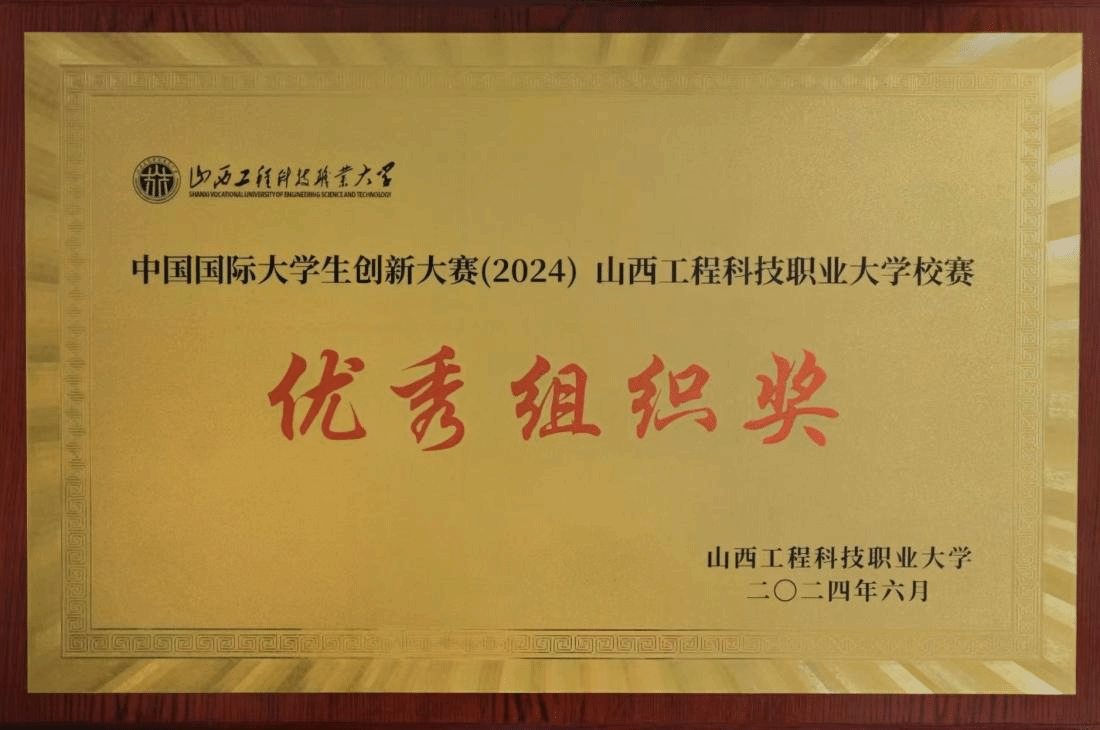 山西工程科技職業大学
SHANXI VOCATIONAL UNIVERSITY OF ENGINEERING SCIENCE AND TECHNOLOGY
中国国际大学生创新大赛(2024) 山西工程科技职业大学校赛
优秀组织奖
山西工程科技职业大学
二〇二四年六月